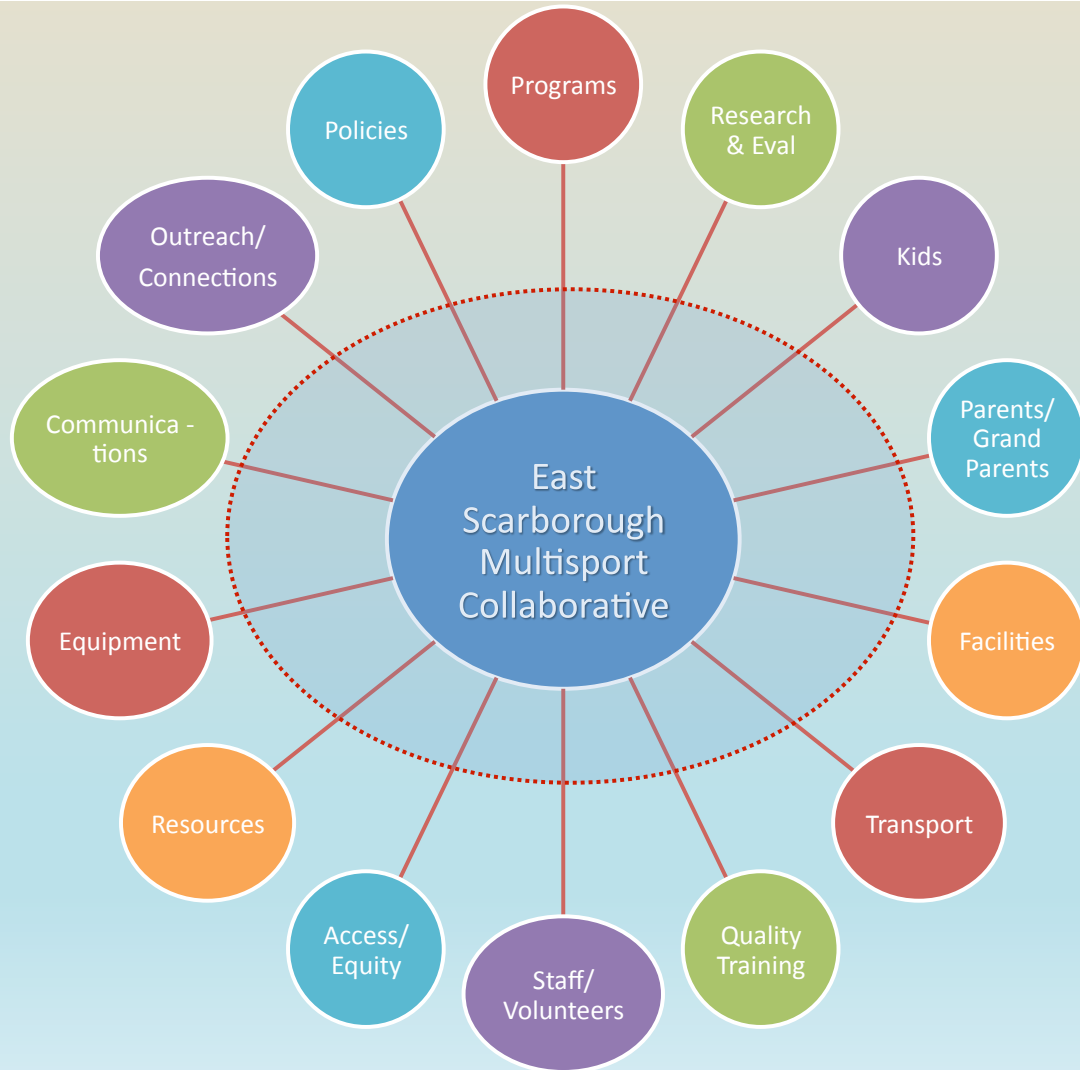 Programs
Research
& Eval
Kids
Parents/
Grand
Parents
Facilities
Transport
Quality
Training
Staff/
Volunteers
Access/
Equity
Resources
Equipment
Communica -
tions
Outreach/
Connections
Policies
East
Scarborough
Multisport
Collaborative